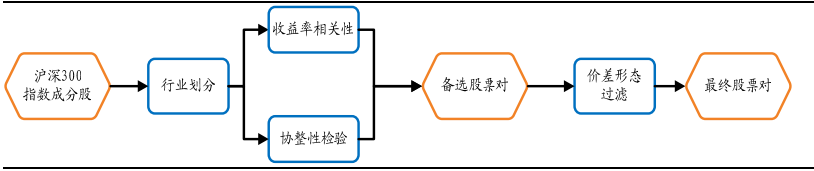 沪深300
指数成分股
行业划分
收益率相关性
协整性检验
备选股票对
价差形态
过滤
最终股票对